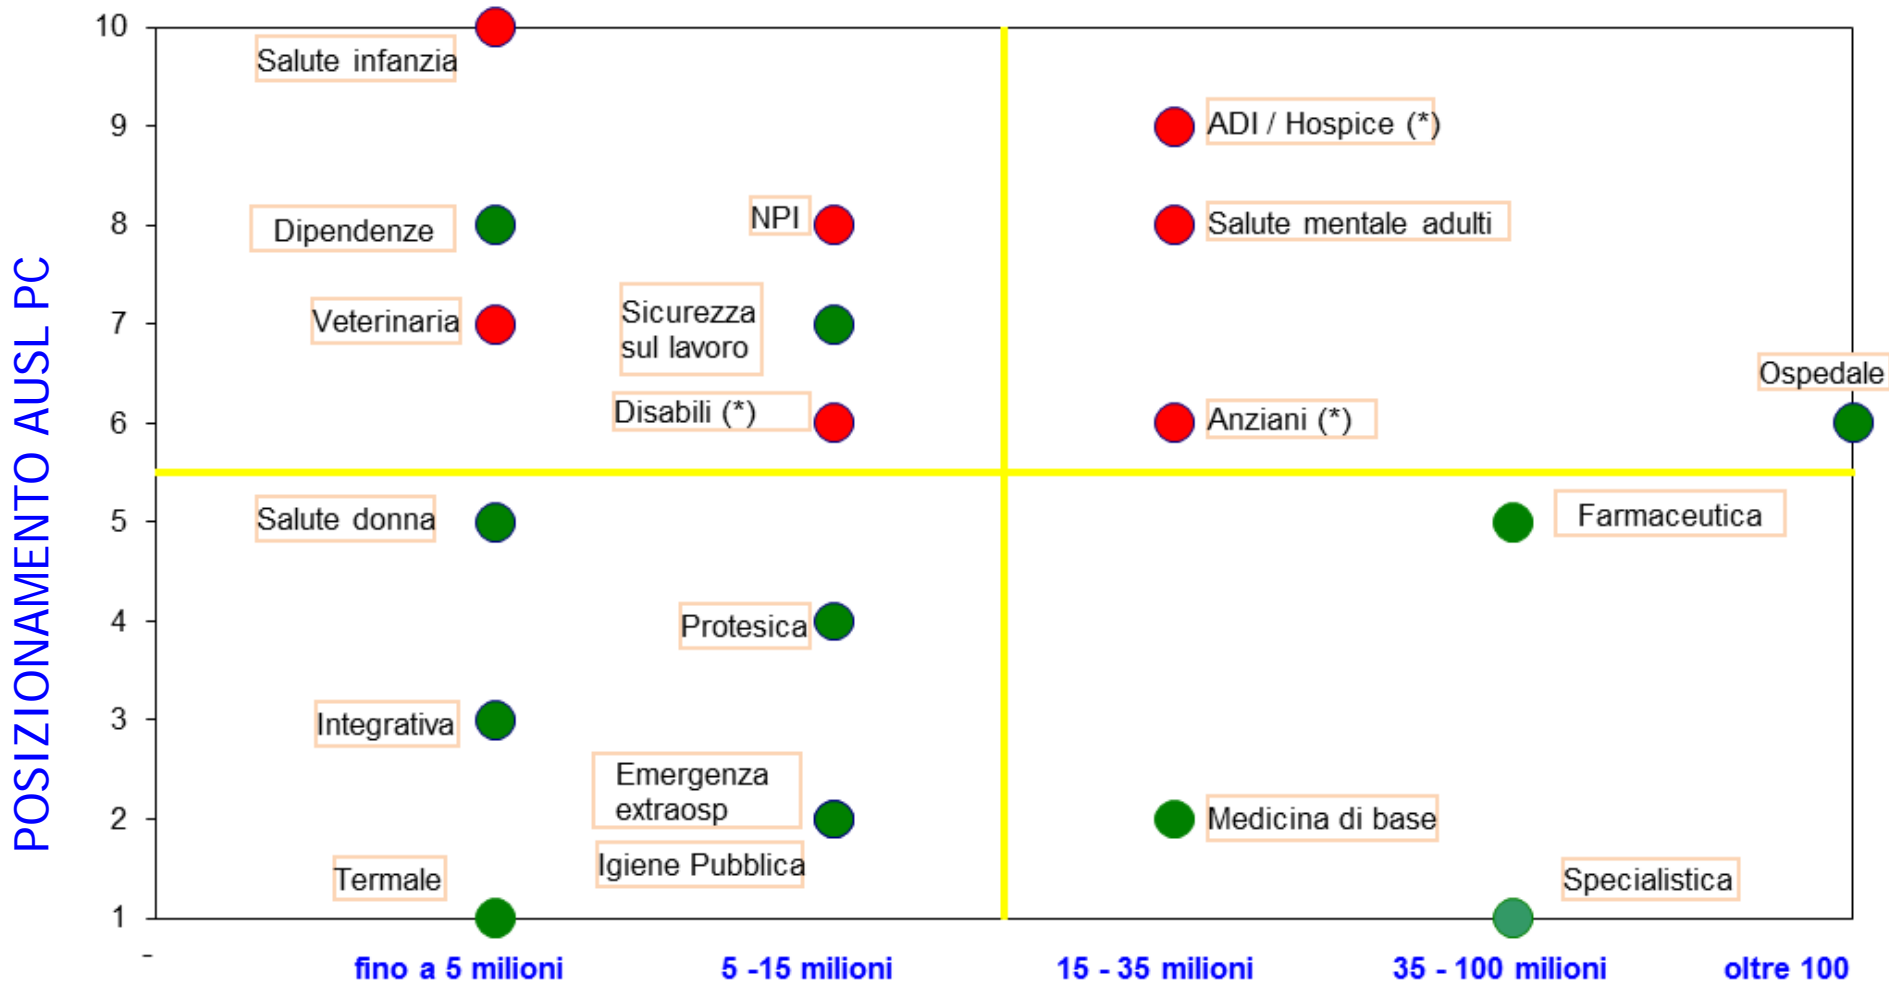 POSIZIONAMENTO AUSL PC
10
Salute infanzia
9
ADI / Hospice (*)
8
Dipendenze
NPI
Salute mentale adulti
7
Veterinaria
Sicurezza
sul lavoro
Ospedale
6
Disabili (*)
Anziani (*)
5
Salute donna
Farmaceutica
4
Protesica
3
Integrativa
Emergenza
extraosp
2
Medicina di base
Igiene Pubblica
Termale
Specialistica
1
-
fino a 5 milioni
5 -15 milioni
15 - 35 milioni
35 - 100 milioni
oltre 100